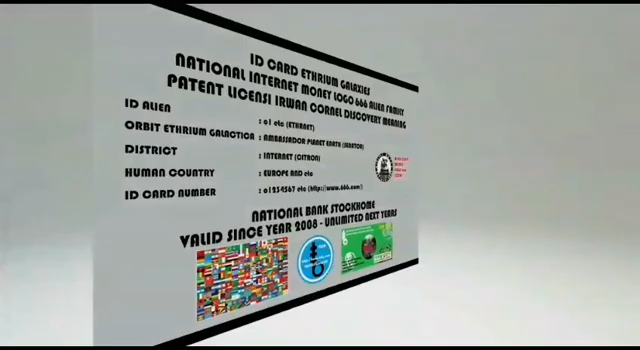 ID CARD ETHRIUM GALAXIES
NATIONAL INTERNET MONEY LOGO 666 ALIEN FAMILY
PATENT LICENSI IRWAN CORNEL DISCOVERY MEANING
ID ALIEN : 01 etc (ETHRNET)
ORBIT ETHRIUM GALACTICA : AMBASSADOR PLANET EARTH (SENATOR)
DISTRICT : INTERNET (CITRON)
HUMAN COUNTRY : EUROPE AND etc
ID CARD NUMBER : 01234567 etc (http://www.666.com/)
NATIONAL BANK STOCKHOME
VALID SINCE YEAR 2008 - UNLIMITED NEXT YEARS